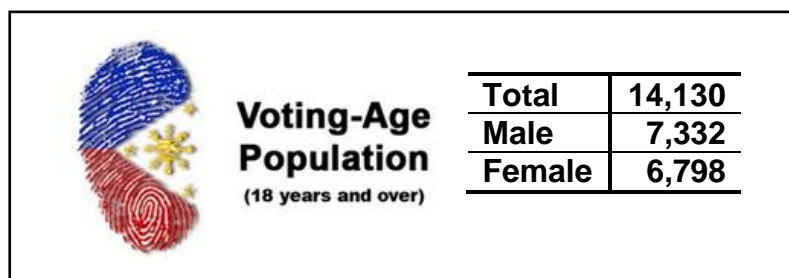 Voting-Age
Population
(18 years and over)
Total 14,130
Male 7,332
Female 6,798